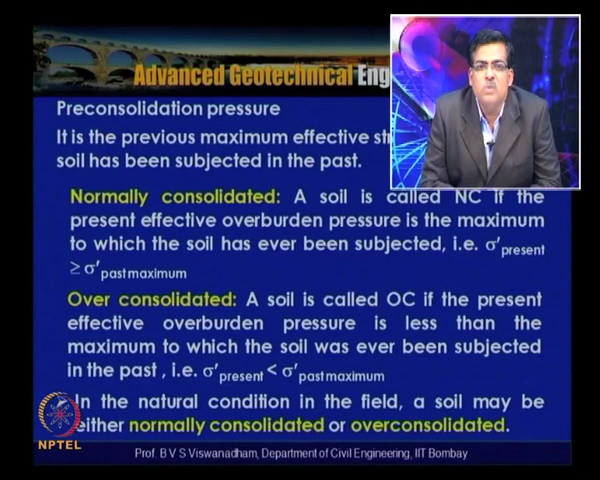 Advanced Geotechnical Eng
Preconsolidation pressure
It is the previous maximum effective st
soil has been subjected in the past.
Normally consolidated: A soil is called NC if the
present effective overburden pressure is the maximum
to which the soil has ever been subjected, i.e. σ′present
≥ σ′past maximum
Over consolidated: A soil is called OC if the present
effective overburden pressure is less than the
maximum to which the soil was ever been subjected
in the past , i.e. σ′present < σ′past maximum
In the natural condition in the field, a soil may be
either normally consolidated or overconsolidated.
NPTEL
Prof. B V S Viswanadham, Department of Civil Engineering, IIT Bombay